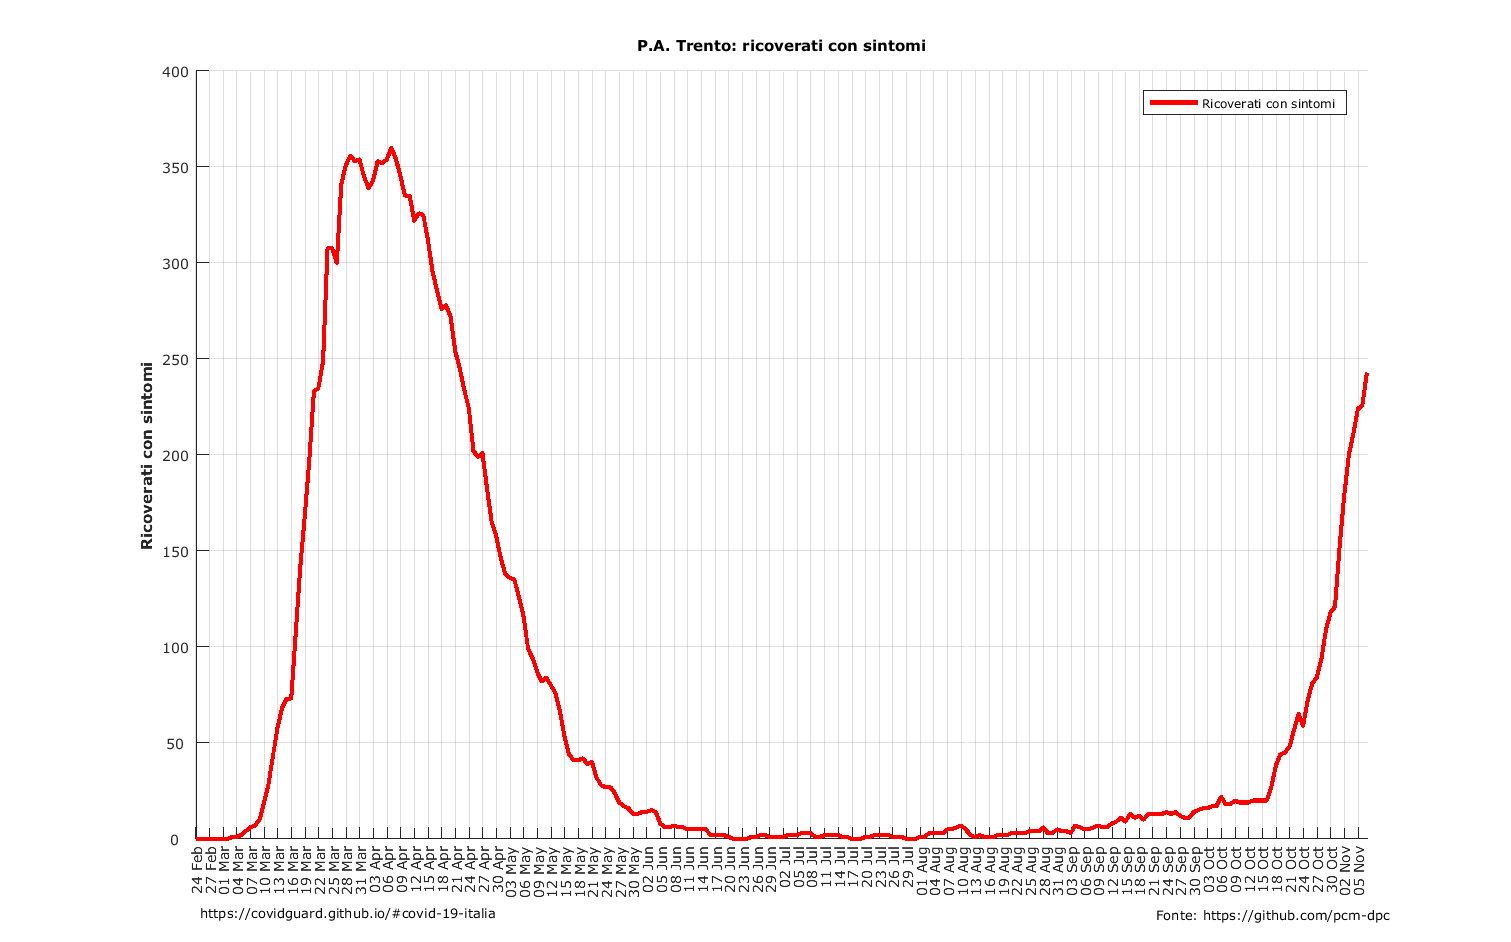 P.A. Trento: ricoverati con sintomi
Ricoverati con sintomi
Ricoverati con sintomi
400
350
300
250
200
150
100
50
0
24 Feb
27 Feb
01 Mar
04 Mar
07 Mar
10 Mar
13 Mar
16 Mar
19 Mar
22 Mar
25 Mar
28 Mar
31 Mar
03 Apr
06 Apr
09 Apr
12 Apr
15 Apr
18 Apr
21 Apr
24 Apr
27 Apr
30 Apr
03 May
06 May
09 May
12 May
15 May
18 May
21 May
24 May
27 May
30 May
02 Jun
05 Jun
08 Jun
11 Jun
14 Jun
17 Jun
20 Jun
23 Jun
26 Jun
29 Jun
02 Jul
05 Jul
08 Jul
11 Jul
14 Jul
17 Jul
20 Jul
23 Jul
26 Jul
29 Jul
01 Aug
04 Aug
07 Aug
10 Aug
13 Aug
16 Aug
19 Aug
22 Aug
25 Aug
28 Aug
31 Aug
03 Sep
06 Sep
09 Sep
12 Sep
15 Sep
18 Sep
21 Sep
24 Sep
27 Sep
30 Sep
03 Oct
06 Oct
09 Oct
12 Oct
15 Oct
18 Oct
21 Oct
24 Oct
27 Oct
30 Oct
02 Nov
05 Nov
https://covidguard.github.io/#covid-19-italia
Fonte: https://github.com/pcm-dpc